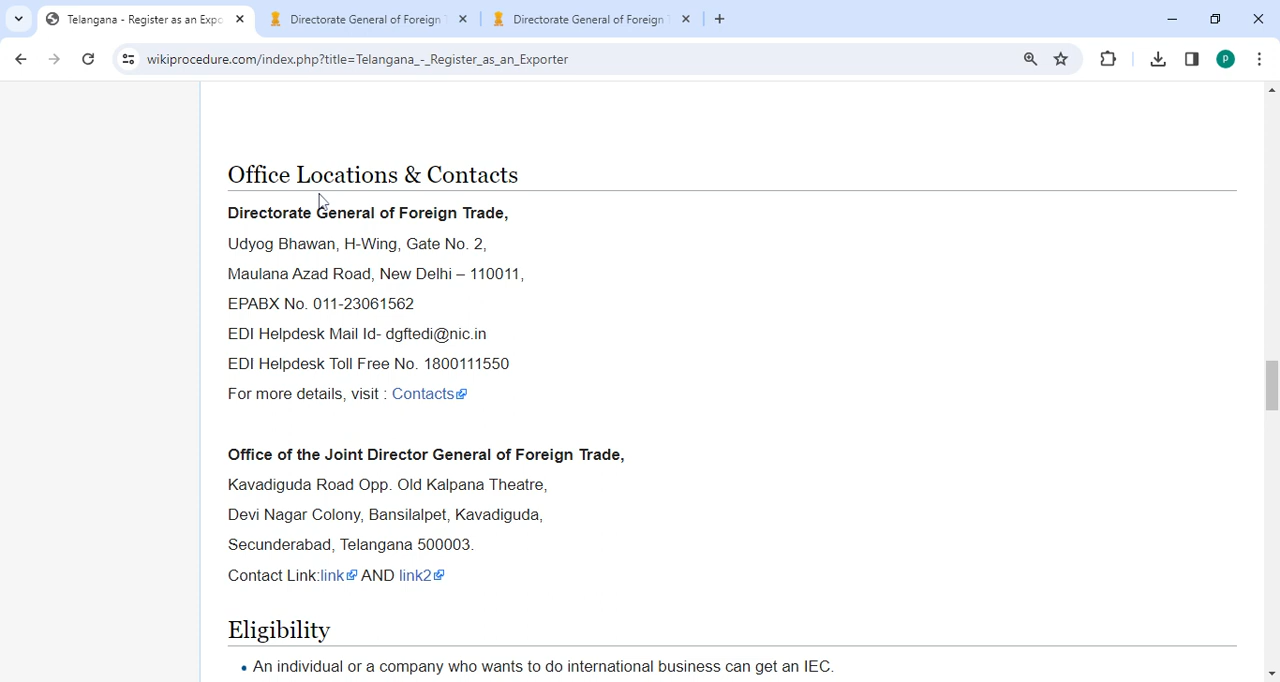 Telangana - Register as an Expo
Directorate General of Foreign T
Directorate General of Foreign T
wikiprocedure.com/index.php?title=Telangana_-_Register_as_an_Exporter
P
Office Locations & Contacts
Directorate General of Foreign Trade,
Udyog Bhawan, H-Wing, Gate No. 2,
Maulana Azad Road, New Delhi – 110011,
EPABX No. 011-23061562
EDI Helpdesk Mail Id- dgftedi@nic.in
EDI Helpdesk Toll Free No. 1800111550
For more details, visit : Contacts
Office of the Joint Director General of Foreign Trade,
Kavadiguda Road Opp. Old Kalpana Theatre,
Devi Nagar Colony, Bansilalpet, Kavadiguda,
Secunderabad, Telangana 500003.
Contact Link:link AND link2
Eligibility
• An individual or a company who wants to do international business can get an IEC.